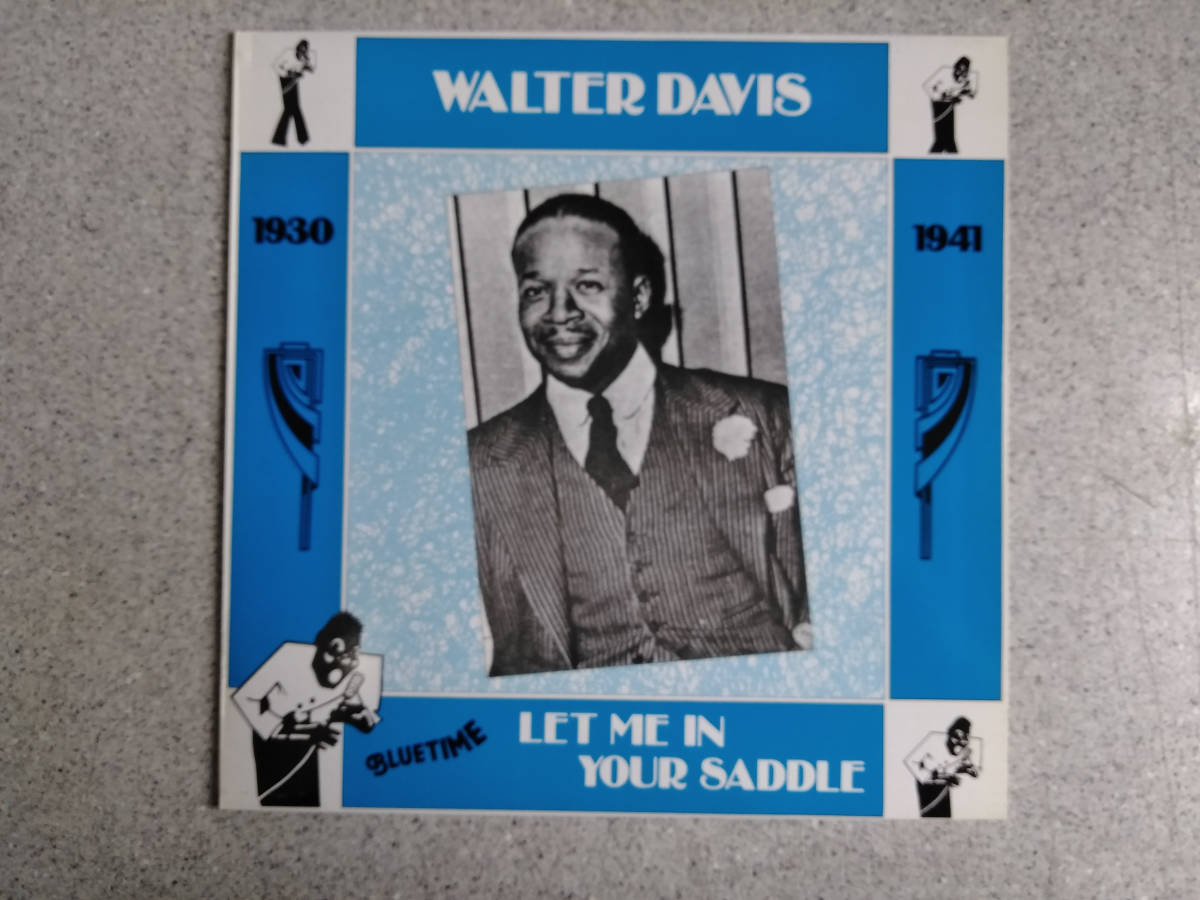 WALTER DAVIS
1930
1941
BLUETIME
LET ME IN
YOUR SADDLE